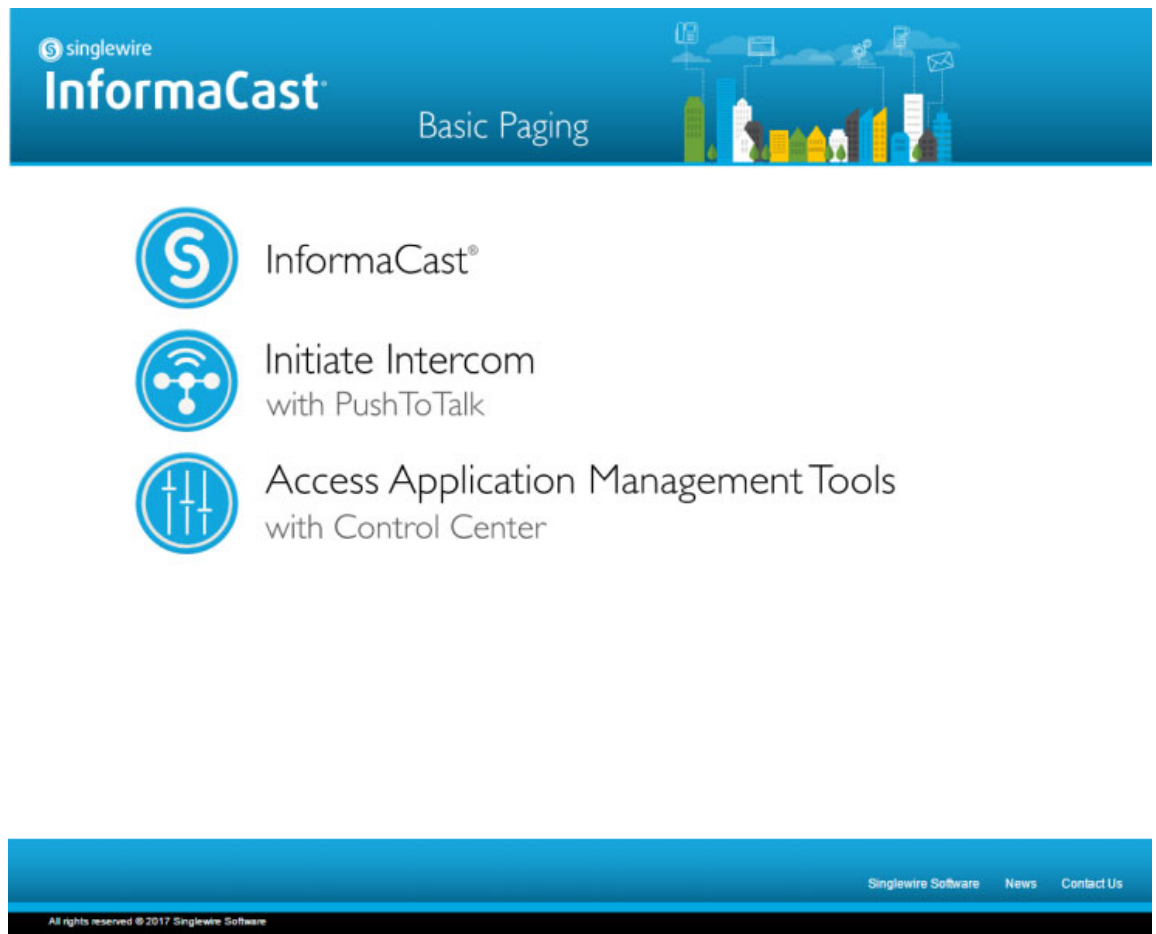 singlewire
InformaCast®
Basic Paging
InformaCast®
Initiate Intercom
with PushToTalk
Access Application Management Tools
with Control Center
Singlewire Software News Contact Us
All rights reserved © 2017 Singlewire Software